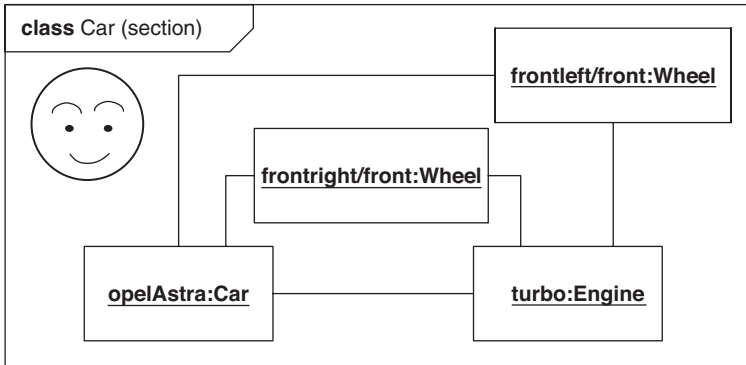 class Car (section)
frontleft/front:Wheel
frontright/front:Wheel
opelAstra:Car
turbo:Engine